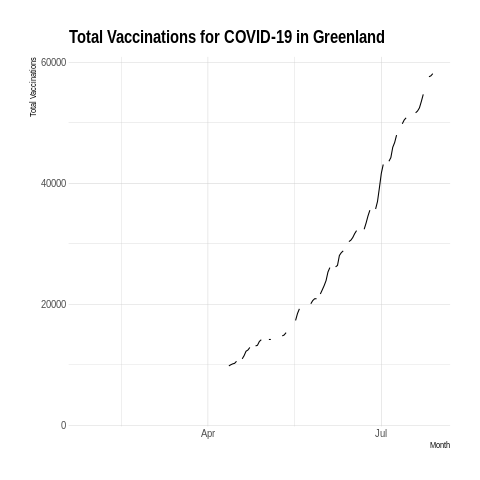 Total Vaccinations for COVID-19 in Greenland
Total Vaccinations
60000
40000
20000
0
Apr
Jul
Month